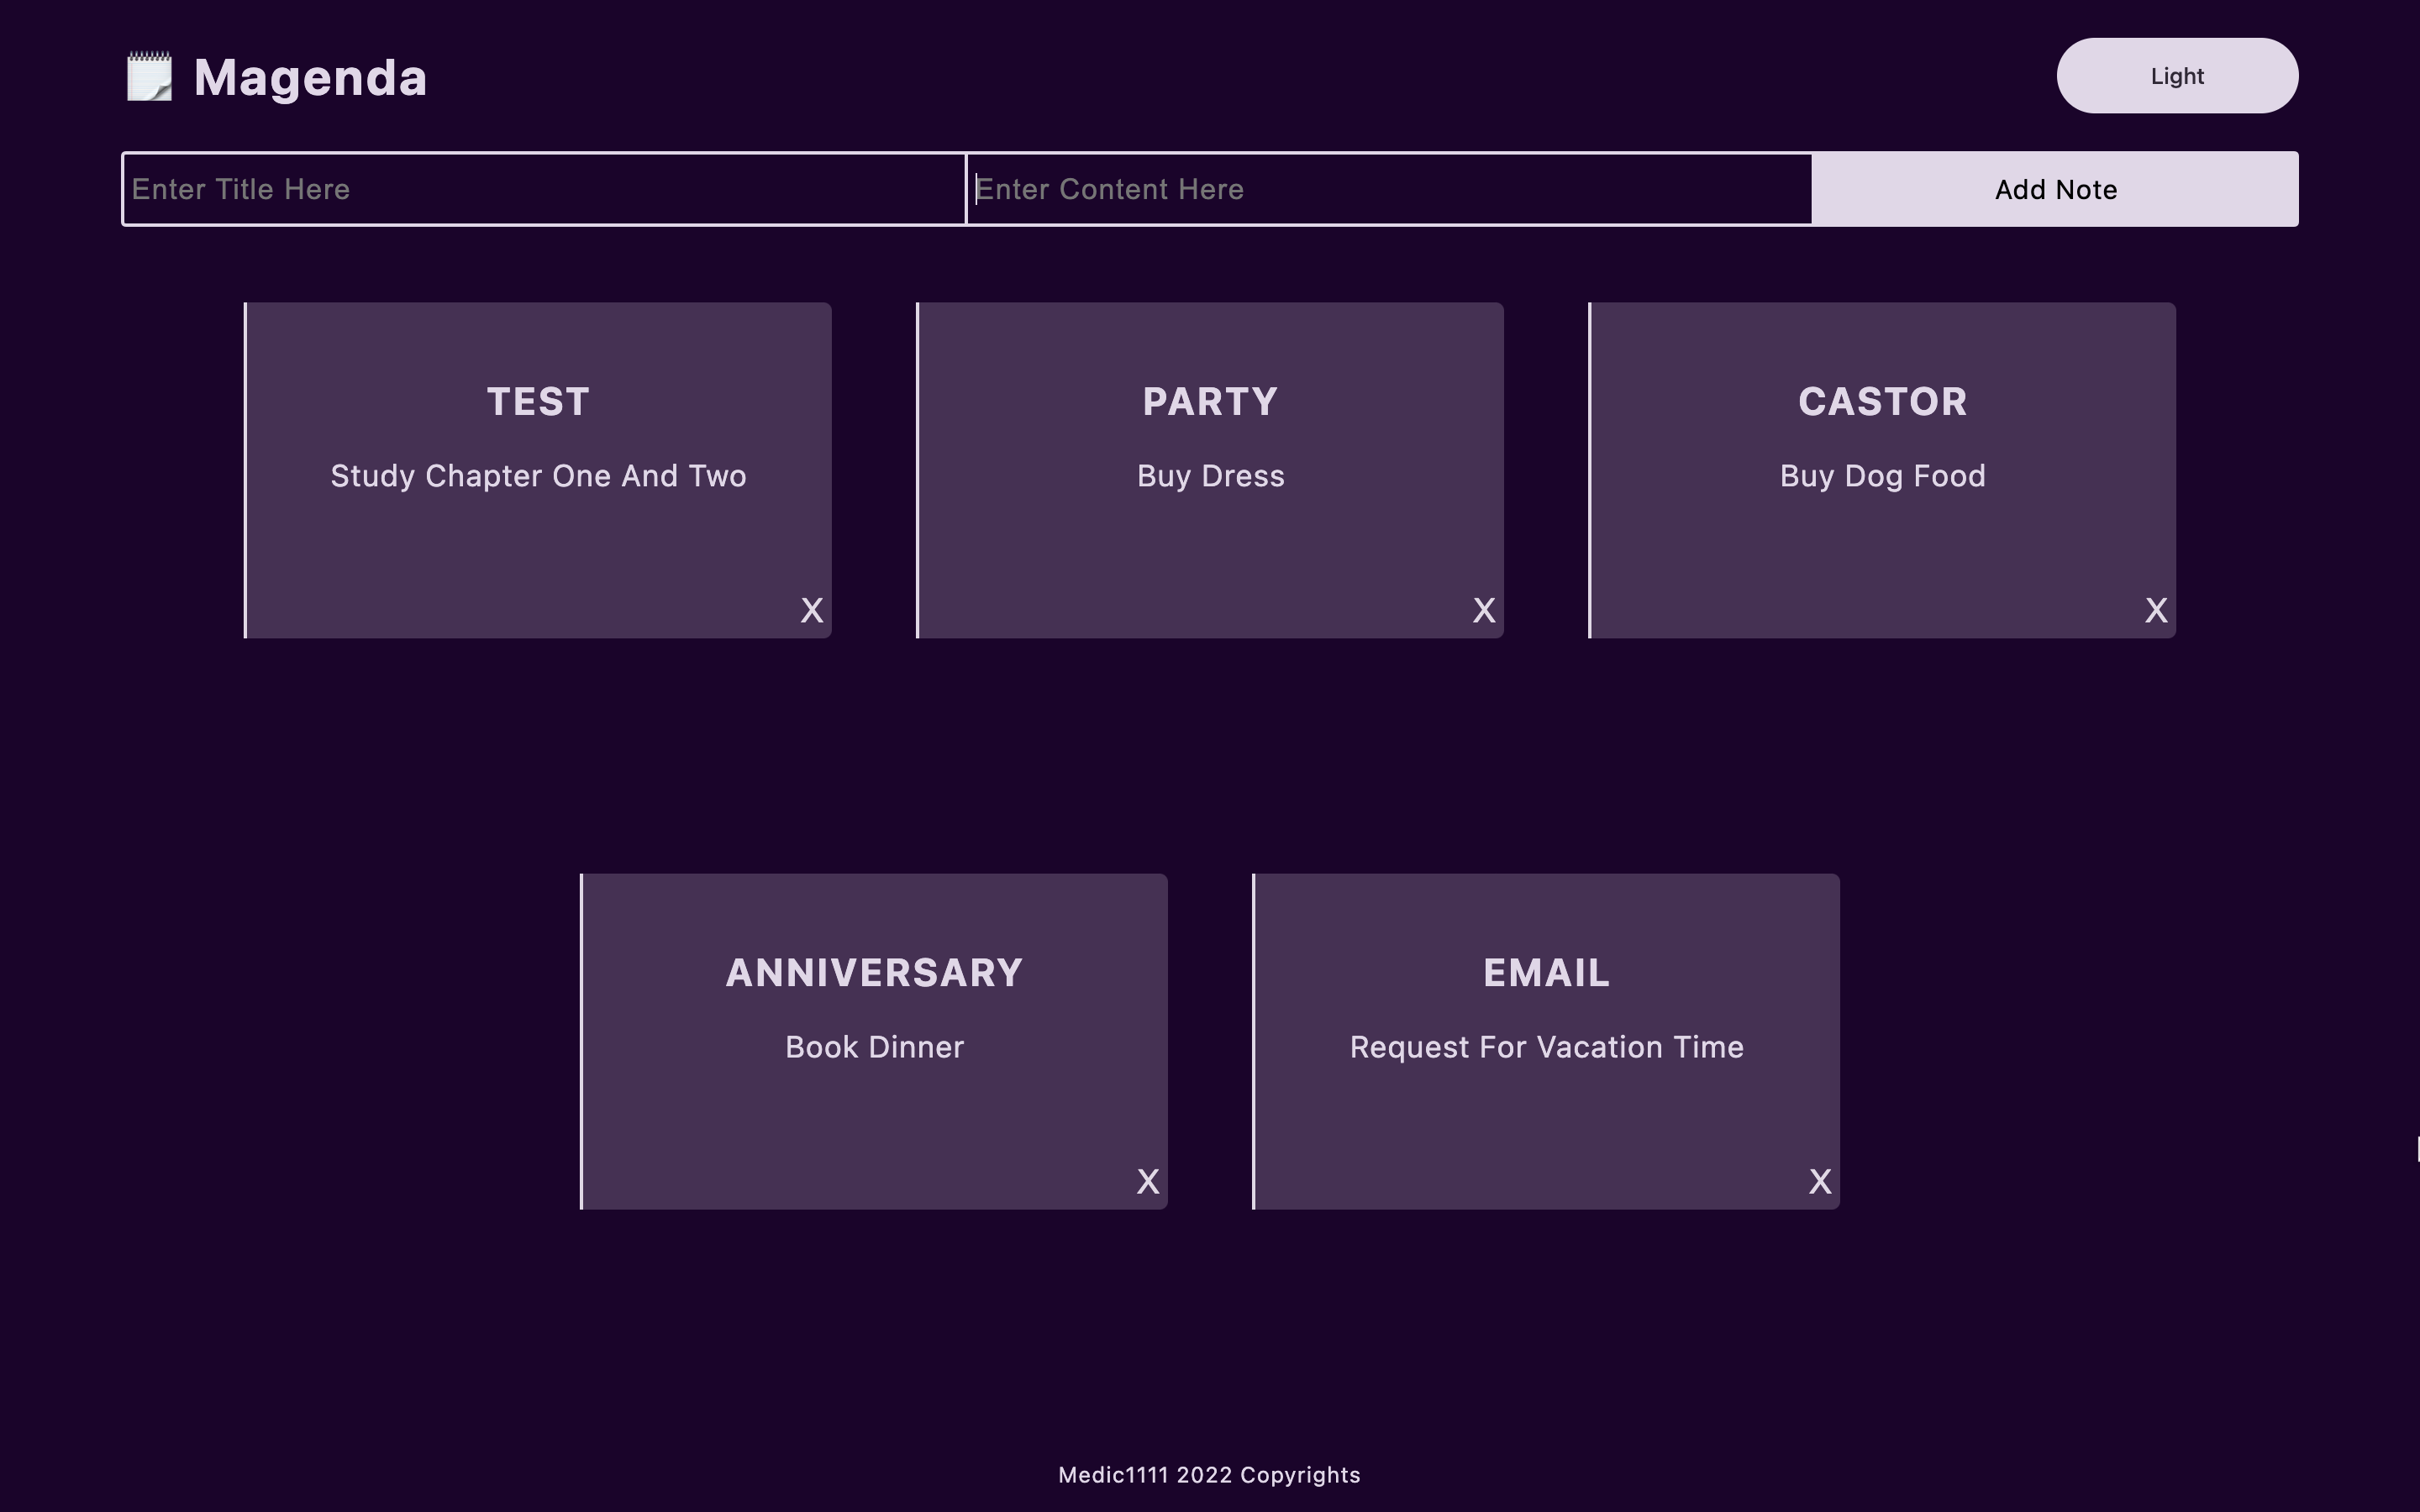 Magenda
Light
Enter Title Here
Enter Content Here
Add Note
TEST
Study Chapter One And Two
X
PARTY
Buy Dress
X
CASTOR
Buy Dog Food
X
ANNIVERSARY
Book Dinner
X
EMAIL
Request For Vacation Time
X
Medic1111 2022 Copyrights